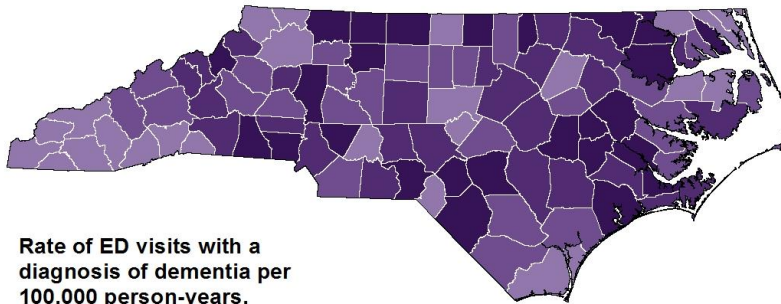 Rate of ED visits with a
diagnosis of dementia per
100,000 person-years.